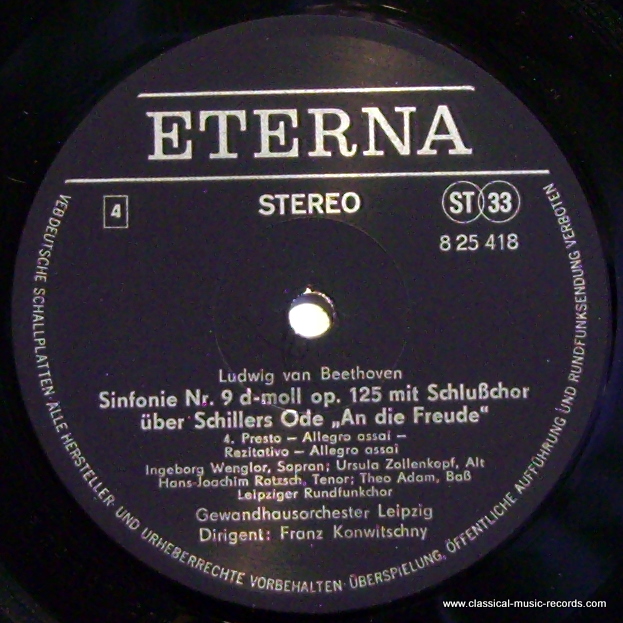 ETERNA
4
STEREO
ST 33
8 25 418
Ludwig van Beethoven
Sinfonie Nr. 9 d-moll op. 125 mit Schlußchor
über Schillers Ode „An die Freude“
4. Presto – Allegro assai –
Rezitativo – Allegro assai
Ingeborg Wenglor, Sopran; Ursula Zollenkopf, Alt
Hans-Joachim Rotzsch, Tenor; Theo Adam, Baß
Leipziger Rundfunkchor
Gewandhausorchester Leipzig
Dirigent: Franz Konwitschny
VEB DEUTSCHE SCHALLPLATTEN ALLE HERSTELLER- UND URHEBERRECHTE VORBEHALTEN · ÜBERSPIELUNG, ÖFFENTLICHE AUFFÜHRUNG UND RUNDFUNKSENDUNG VERBOTEN
www.classical-music-records.com